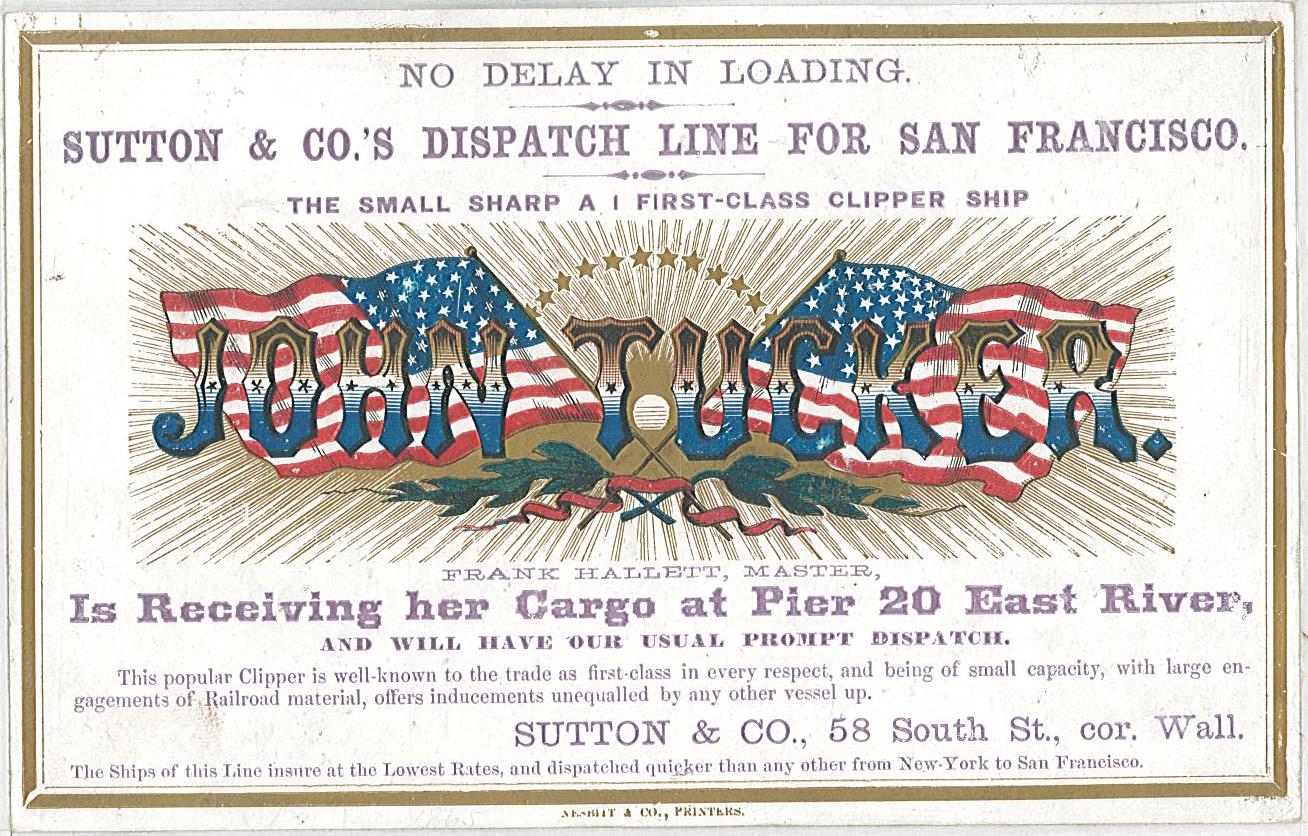 NO DELAY IN LOADING.
SUTTON & CO.'S DISPATCH LINE FOR SAN FRANCISCO.
THE SMALL SHARP A 1 FIRST-CLASS CLIPPER SHIP
JOHN TUCKER.
FRANK HALLETT, MASTER,
Is Receiving her Cargo at Pier 20 East River,
AND WILL HAVE OUR USUAL PROMPT DISPATCH.
This popular Clipper is well-known to the trade as first-class in every respect, and being of small capacity, with large en-
gagements of Railroad material, offers inducements unequalled by any other vessel up.
SUTTON & CO., 58 South St., cor. Wall.
The Ships of this Line insure at the Lowest Rates, and dispatched quicker than any other from New-York to San Francisco.
NESBITT & CO., PRINTERS.